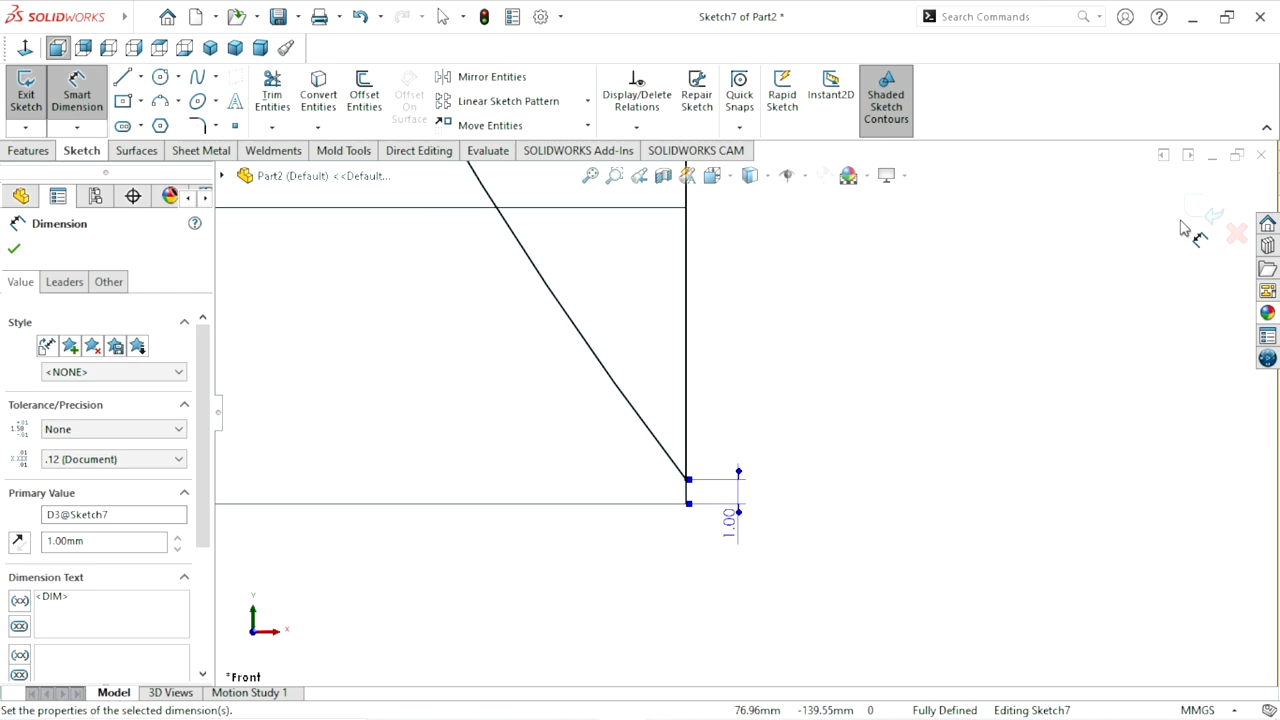 SOLIDWORKS
Sketch7 of Part2 *
Search Commands
Exit Sketch
Smart Dimension
Trim Entities
Convert Entities
Offset Entities
Offset On Surface
Mirror Entities
Linear Sketch Pattern
Move Entities
Display/Delete Relations
Repair Sketch
Quick Snaps
Rapid Sketch
Instant2D
Shaded Sketch Contours
Features
Sketch
Surfaces
Sheet Metal
Weldments
Mold Tools
Direct Editing
Evaluate
SOLIDWORKS Add-Ins
SOLIDWORKS CAM
Part2 (Default) <<Default...
Dimension
Value
Leaders
Other
Style
<NONE>
Tolerance/Precision
None
.12 (Document)
Primary Value
D3@Sketch7
1.00mm
Dimension Text
<DIM>
1.00
Y
X
*Front
Model
3D Views
Motion Study 1
Set the properties of the selected dimension(s).
76.96mm
-139.55mm
0
Fully Defined
Editing Sketch7
MMGS